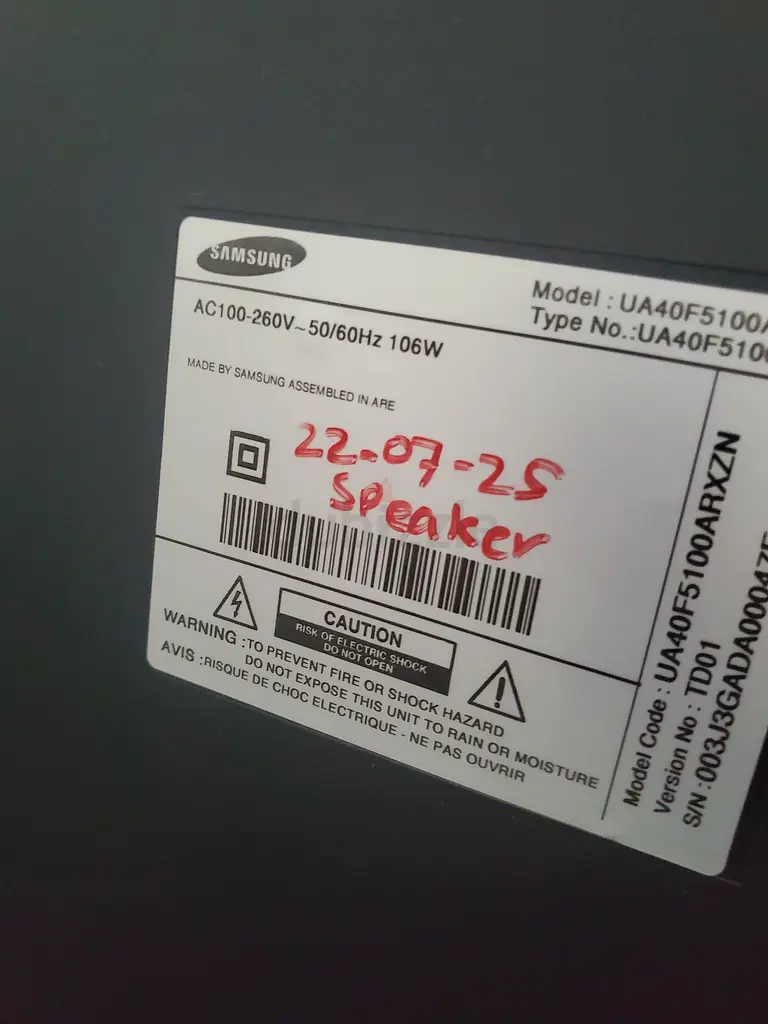 SAMSUNG
Model : UA40F5100A
Type No.:UA40F5100
AC100-260V~50/60Hz 106W
MADE BY SAMSUNG ASSEMBLED IN ARE
22-07-25
speaker
CAUTION
RISK OF ELECTRIC SHOCK
DO NOT OPEN
WARNING :TO PREVENT FIRE OR SHOCK HAZARD
DO NOT EXPOSE THIS UNIT TO RAIN OR MOISTURE
AVIS :RISQUE DE CHOC ELECTRIQUE - NE PAS OUVRIR
Model Code : UA40F5100ARXZN
Version No : TD01
S/N :003J3GADA00047